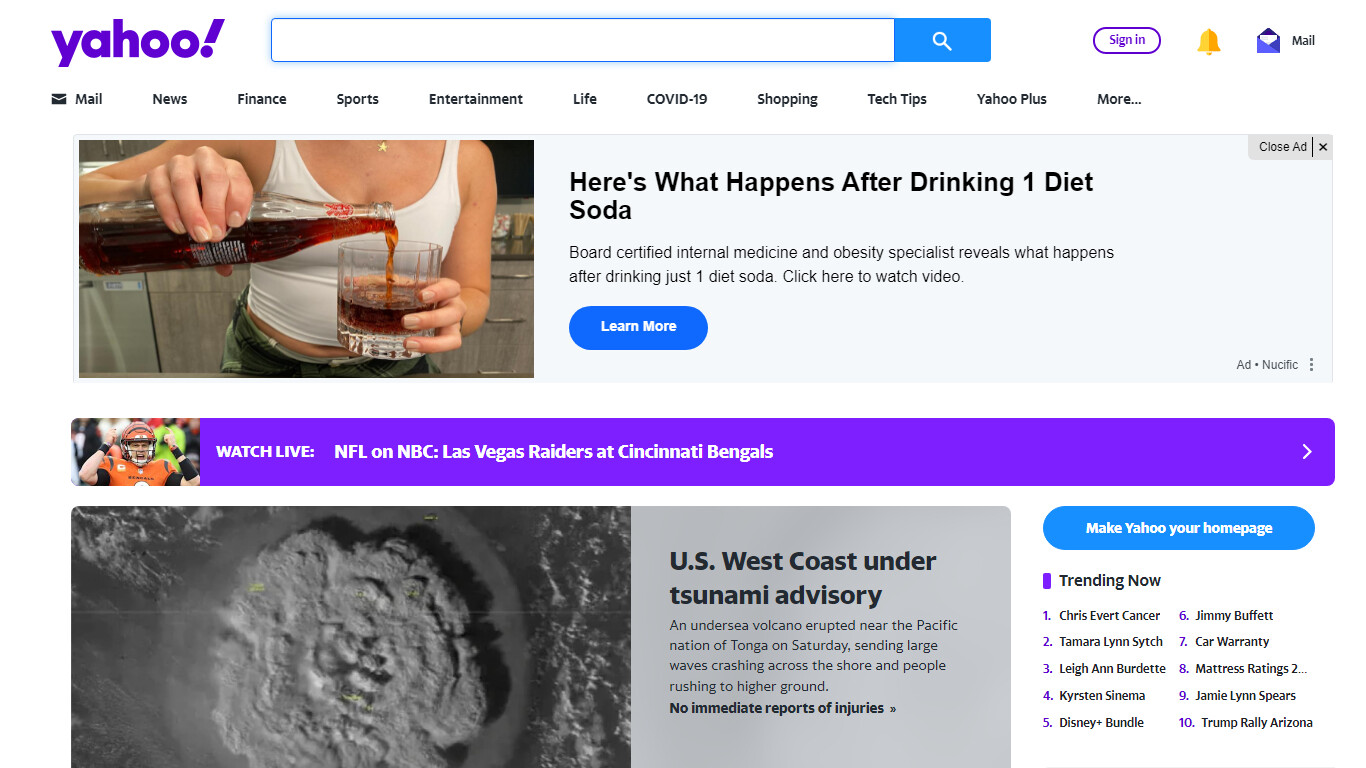 yahoo!
Sign in
Mail
Mail
News
Finance
Sports
Entertainment
Life
COVID-19
Shopping
Tech Tips
Yahoo Plus
More...
Close Ad
Here's What Happens After Drinking 1 Diet
Soda
Board certified internal medicine and obesity specialist reveals what happens
after drinking just 1 diet soda. Click here to watch video.
Learn More
Ad • Nucific
WATCH LIVE: NFL on NBC: Las Vegas Raiders at Cincinnati Bengals
U.S. West Coast under
tsunami advisory
An undersea volcano erupted near the Pacific
nation of Tonga on Saturday, sending large
waves crashing across the shore and people
rushing to higher ground.
No immediate reports of injuries »
Make Yahoo your homepage
Trending Now
1. Chris Evert Cancer
2. Tamara Lynn Sytch
3. Leigh Ann Burdette
4. Kyrsten Sinema
5. Disney+ Bundle
6. Jimmy Buffett
7. Car Warranty
8. Mattress Ratings 2...
9. Jamie Lynn Spears
10. Trump Rally Arizona